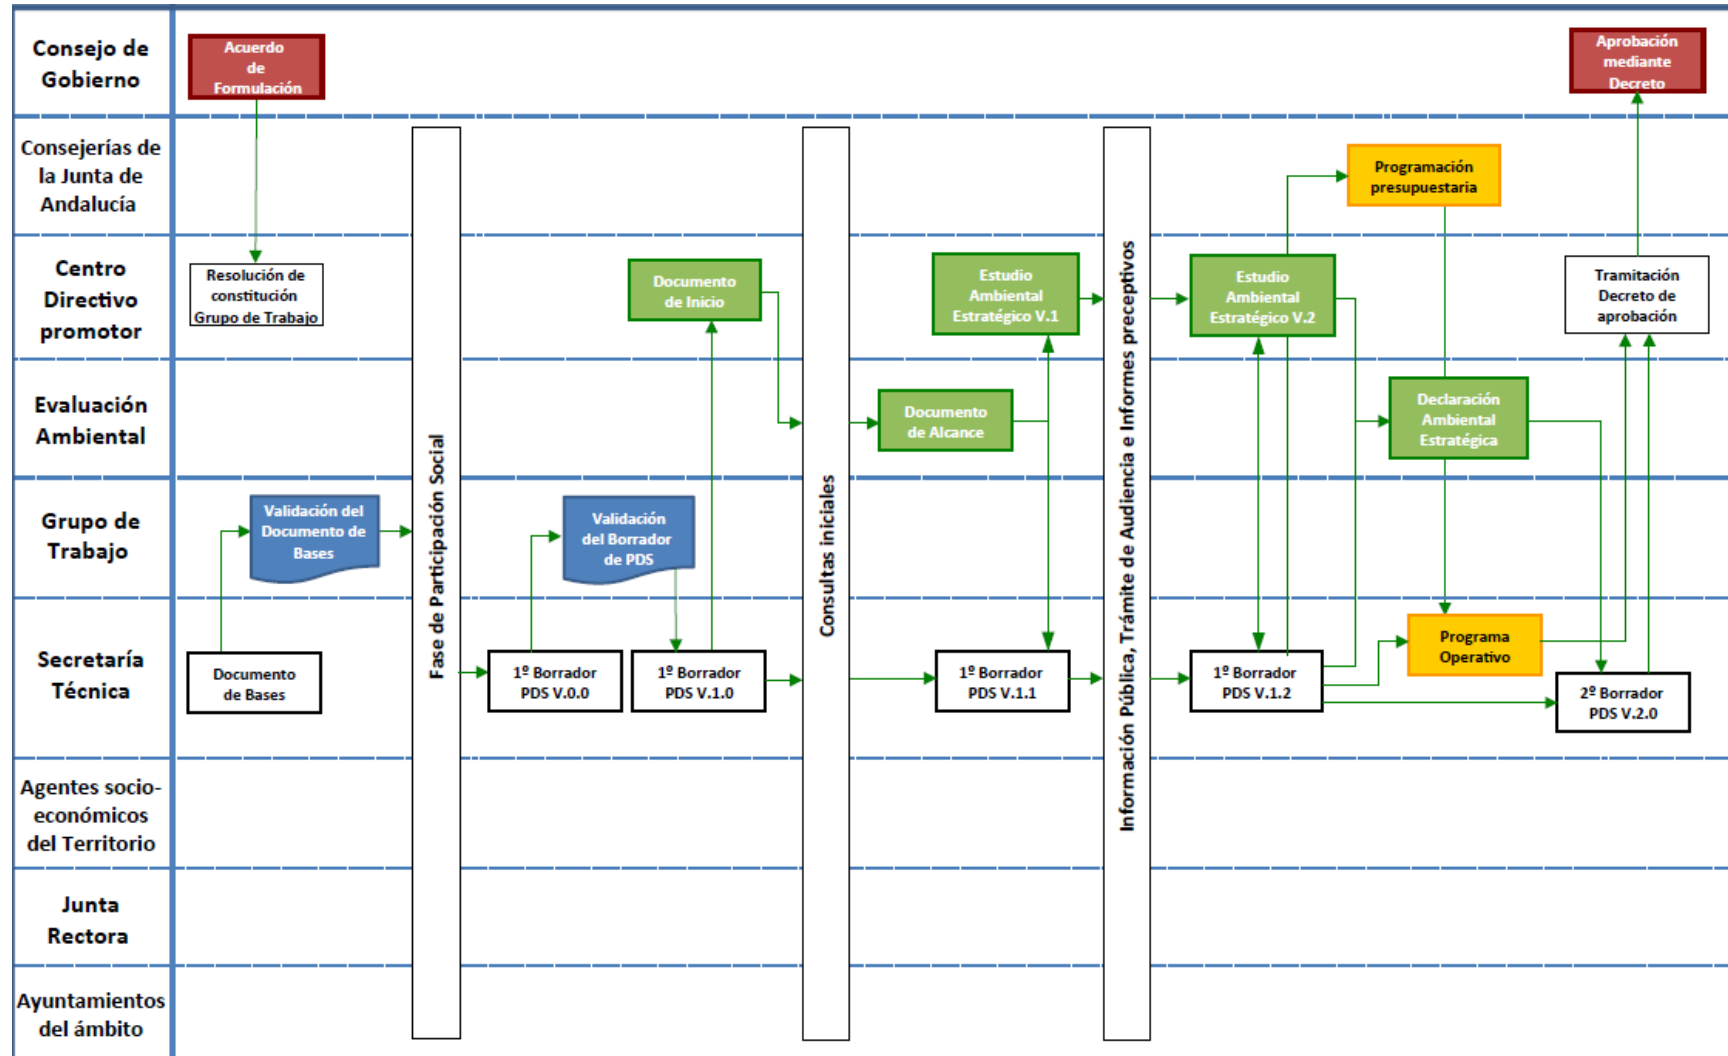 Consejo de
Gobierno
Acuerdo
de
Formulación
Aprobación
mediante
Decreto
Consejerías de
la Junta de
Andalucía
Programación
presupuestaria
Centro
Directivo
promotor
Resolución de
constitución
Grupo de Trabajo
Documento
de Inicio
Estudio
Ambiental
Estratégico V.1
Estudio
Ambiental
Estratégico V.2
Tramitación
Decreto de
aprobación
Evaluación
Ambiental
Documento
de Alcance
Declaración
Ambiental
Estratégica
Grupo de
Trabajo
Validación del
Documento de
Bases
Validación
del Borrador
de PDS
Fase de Participación Social
Consultas iniciales
Información Pública, Trámite de Audiencia e Informes preceptivos
Secretaría
Técnica
Documento
de Bases
1º Borrador
PDS V.0.0
1º Borrador
PDS V.1.0
1º Borrador
PDS V.1.1
1º Borrador
PDS V.1.2
Programa
Operativo
2º Borrador
PDS V.2.0
Agentes socio-
económicos
del Territorio
Junta
Rectora
Ayuntamientos
del ámbito